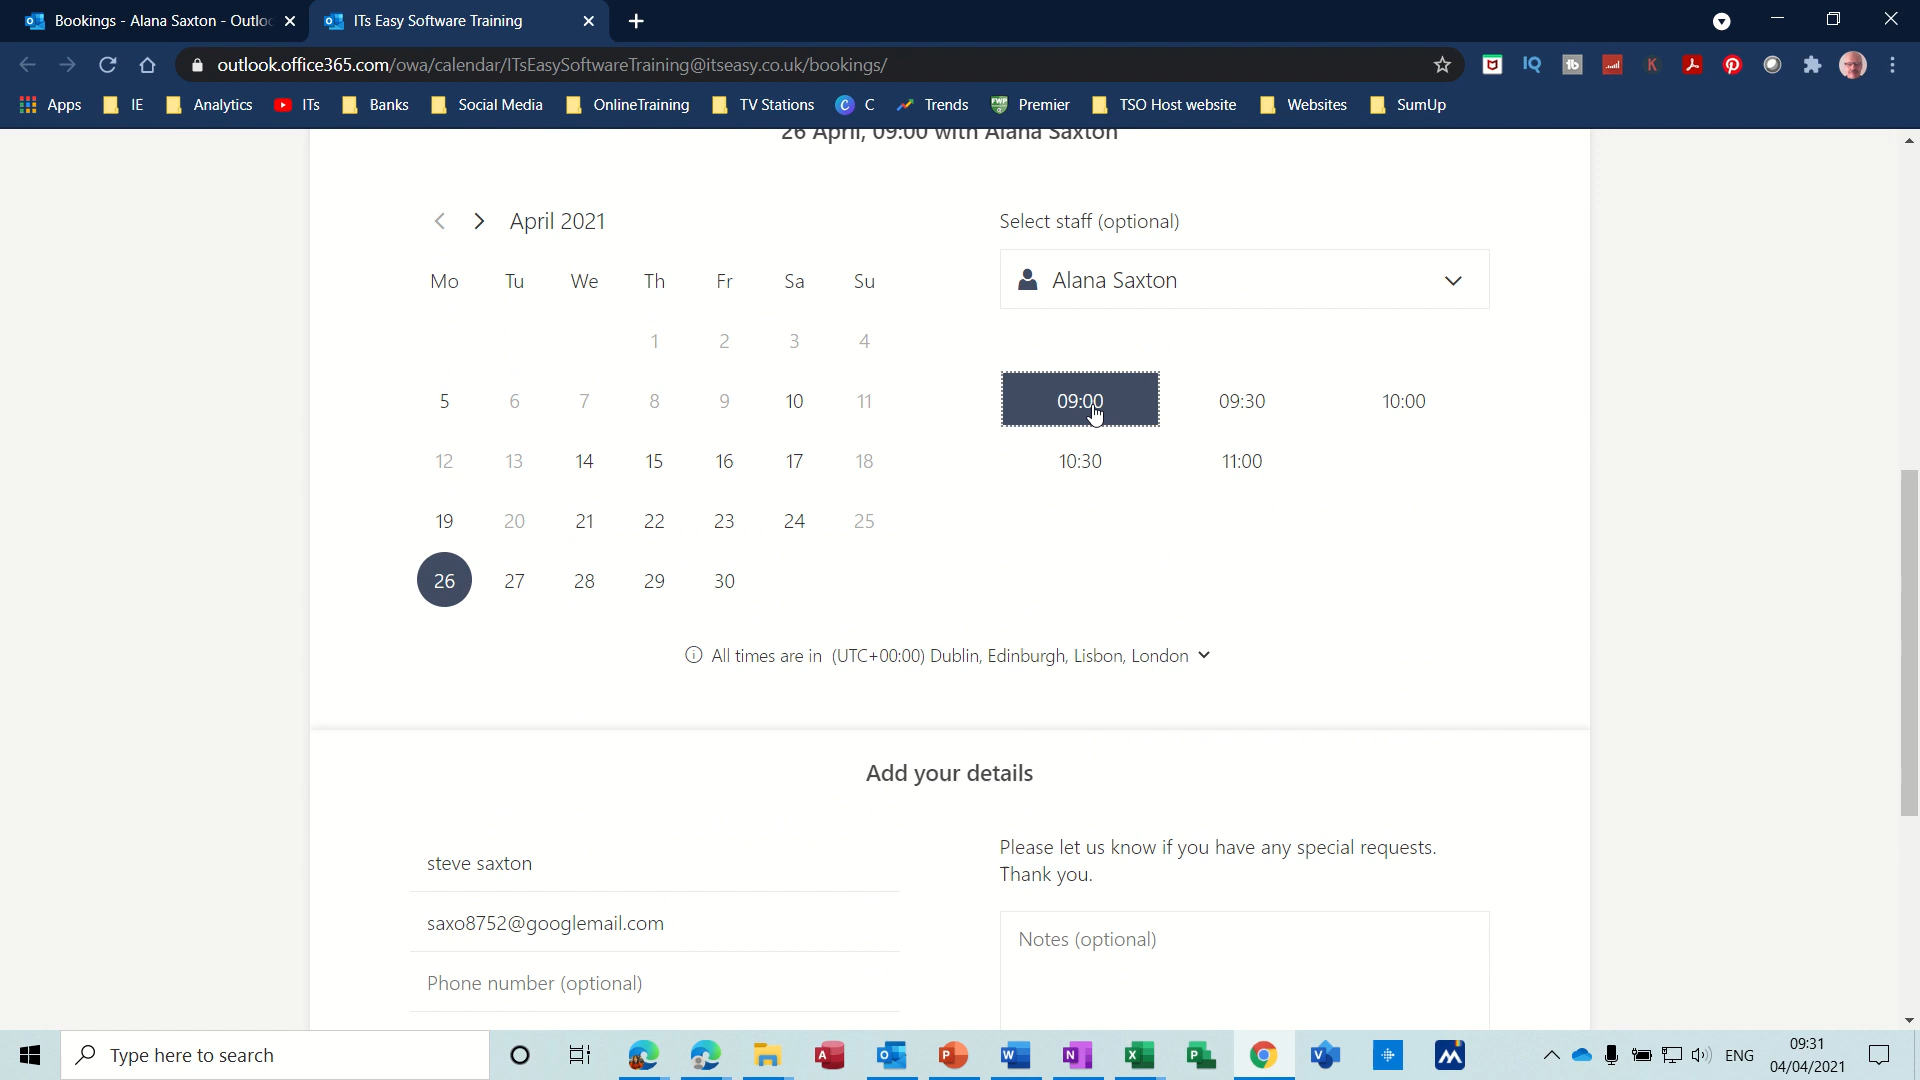 Bookings - Alana Saxton - Outlo
ITs Easy Software Training
outlook.office365.com/owa/calendar/ITsEasySoftwareTraining@itseasy.co.uk/bookings/
Apps IE Analytics ITs Banks Social Media OnlineTraining TV Stations C Trends Premier TSO Host website Websites SumUp
26 April, 09:00 with Alana Saxton
April 2021
Mo Tu We Th Fr Sa Su
1 2 3 4
5 6 7 8 9 10 11
12 13 14 15 16 17 18
19 20 21 22 23 24 25
26 27 28 29 30
Select staff (optional)
Alana Saxton
09:00 09:30 10:00
10:30 11:00
All times are in (UTC+00:00) Dublin, Edinburgh, Lisbon, London
Add your details
steve saxton
saxo8752@googlemail.com
Phone number (optional)
Please let us know if you have any special requests.
Thank you.
Notes (optional)
Type here to search
ENG
09:31
04/04/2021